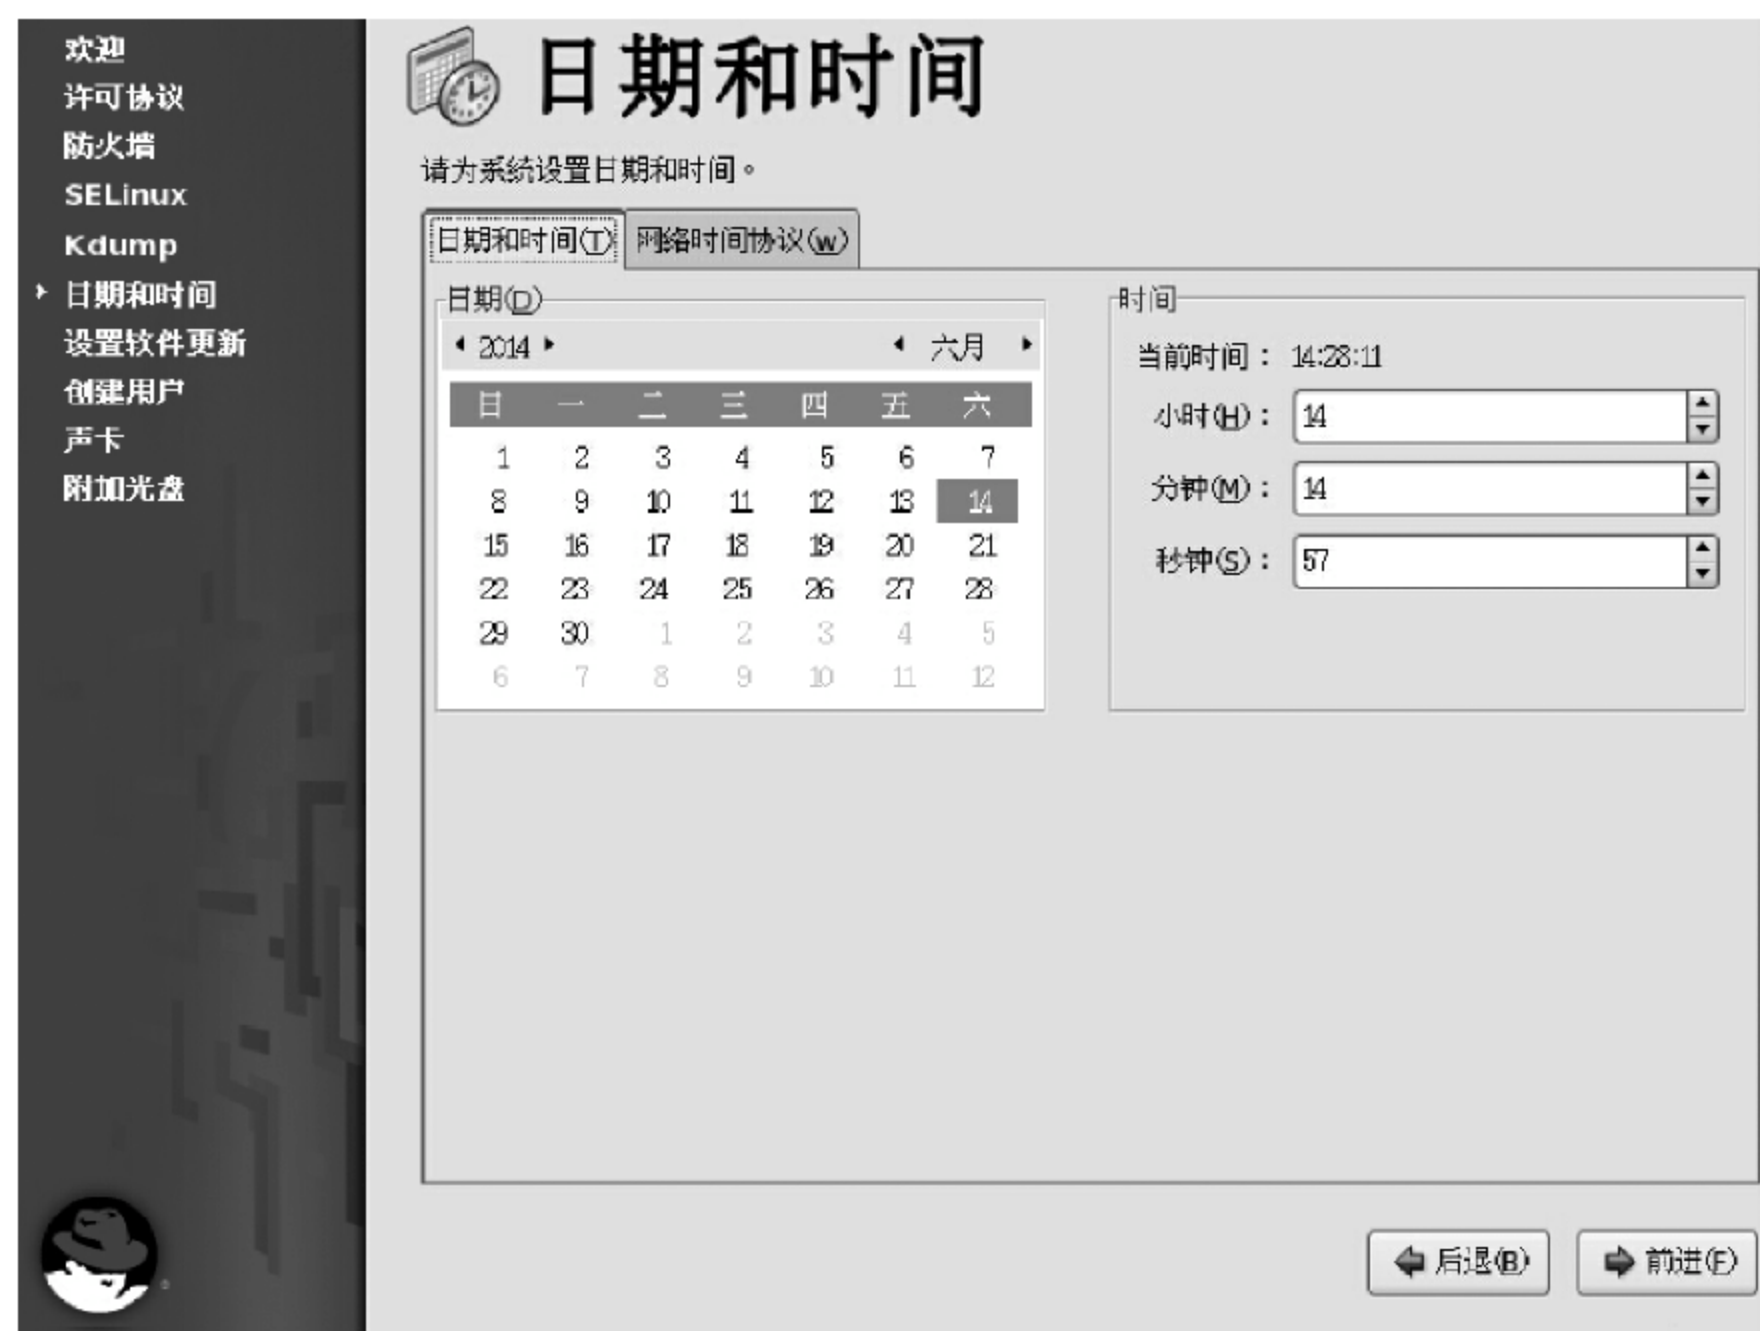 欢迎
许可协议
防火墙
SELinux
Kdump
日期和时间
设置软件更新
创建用户
声卡
附加光盘
日期和时间
请为系统设置日期和时间。
日期和时间(T) 网络时间协议(w)
日期(D)
2014 六月
日 一 二 三 四 五 六
1 2 3 4 5 6 7
8 9 10 11 12 13 14
15 16 17 18 19 20 21
22 23 24 25 26 27 28
29 30 1 2 3 4 5
6 7 8 9 10 11 12
时间
当前时间： 14:28:11
小时(H)： 14
分钟(M)： 14
秒钟(S)： 57
后退(B) 前进(F)